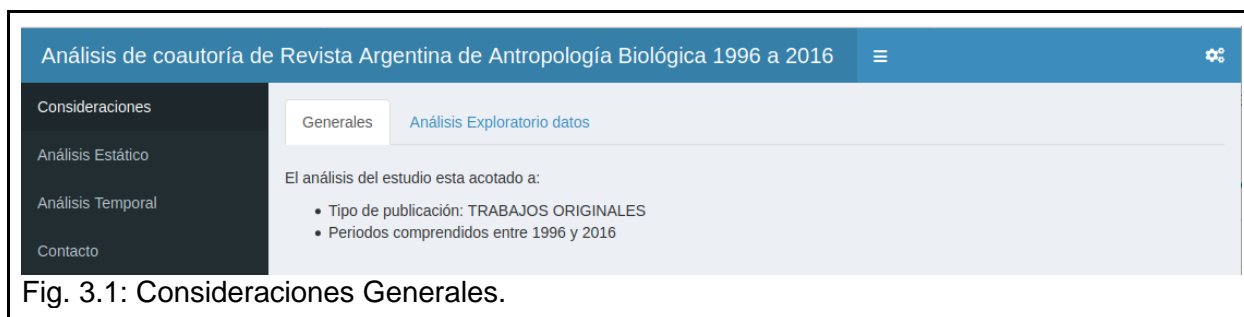 Análisis de coautoría de Revista Argentina de Antropología Biológica 1996 a 2016
Consideraciones
Análisis Estático
Análisis Temporal
Contacto
Generales
Análisis Exploratorio datos
El análisis del estudio esta acotado a:
• Tipo de publicación: TRABAJOS ORIGINALES
• Periodos comprendidos entre 1996 y 2016
Fig. 3.1: Consideraciones Generales.